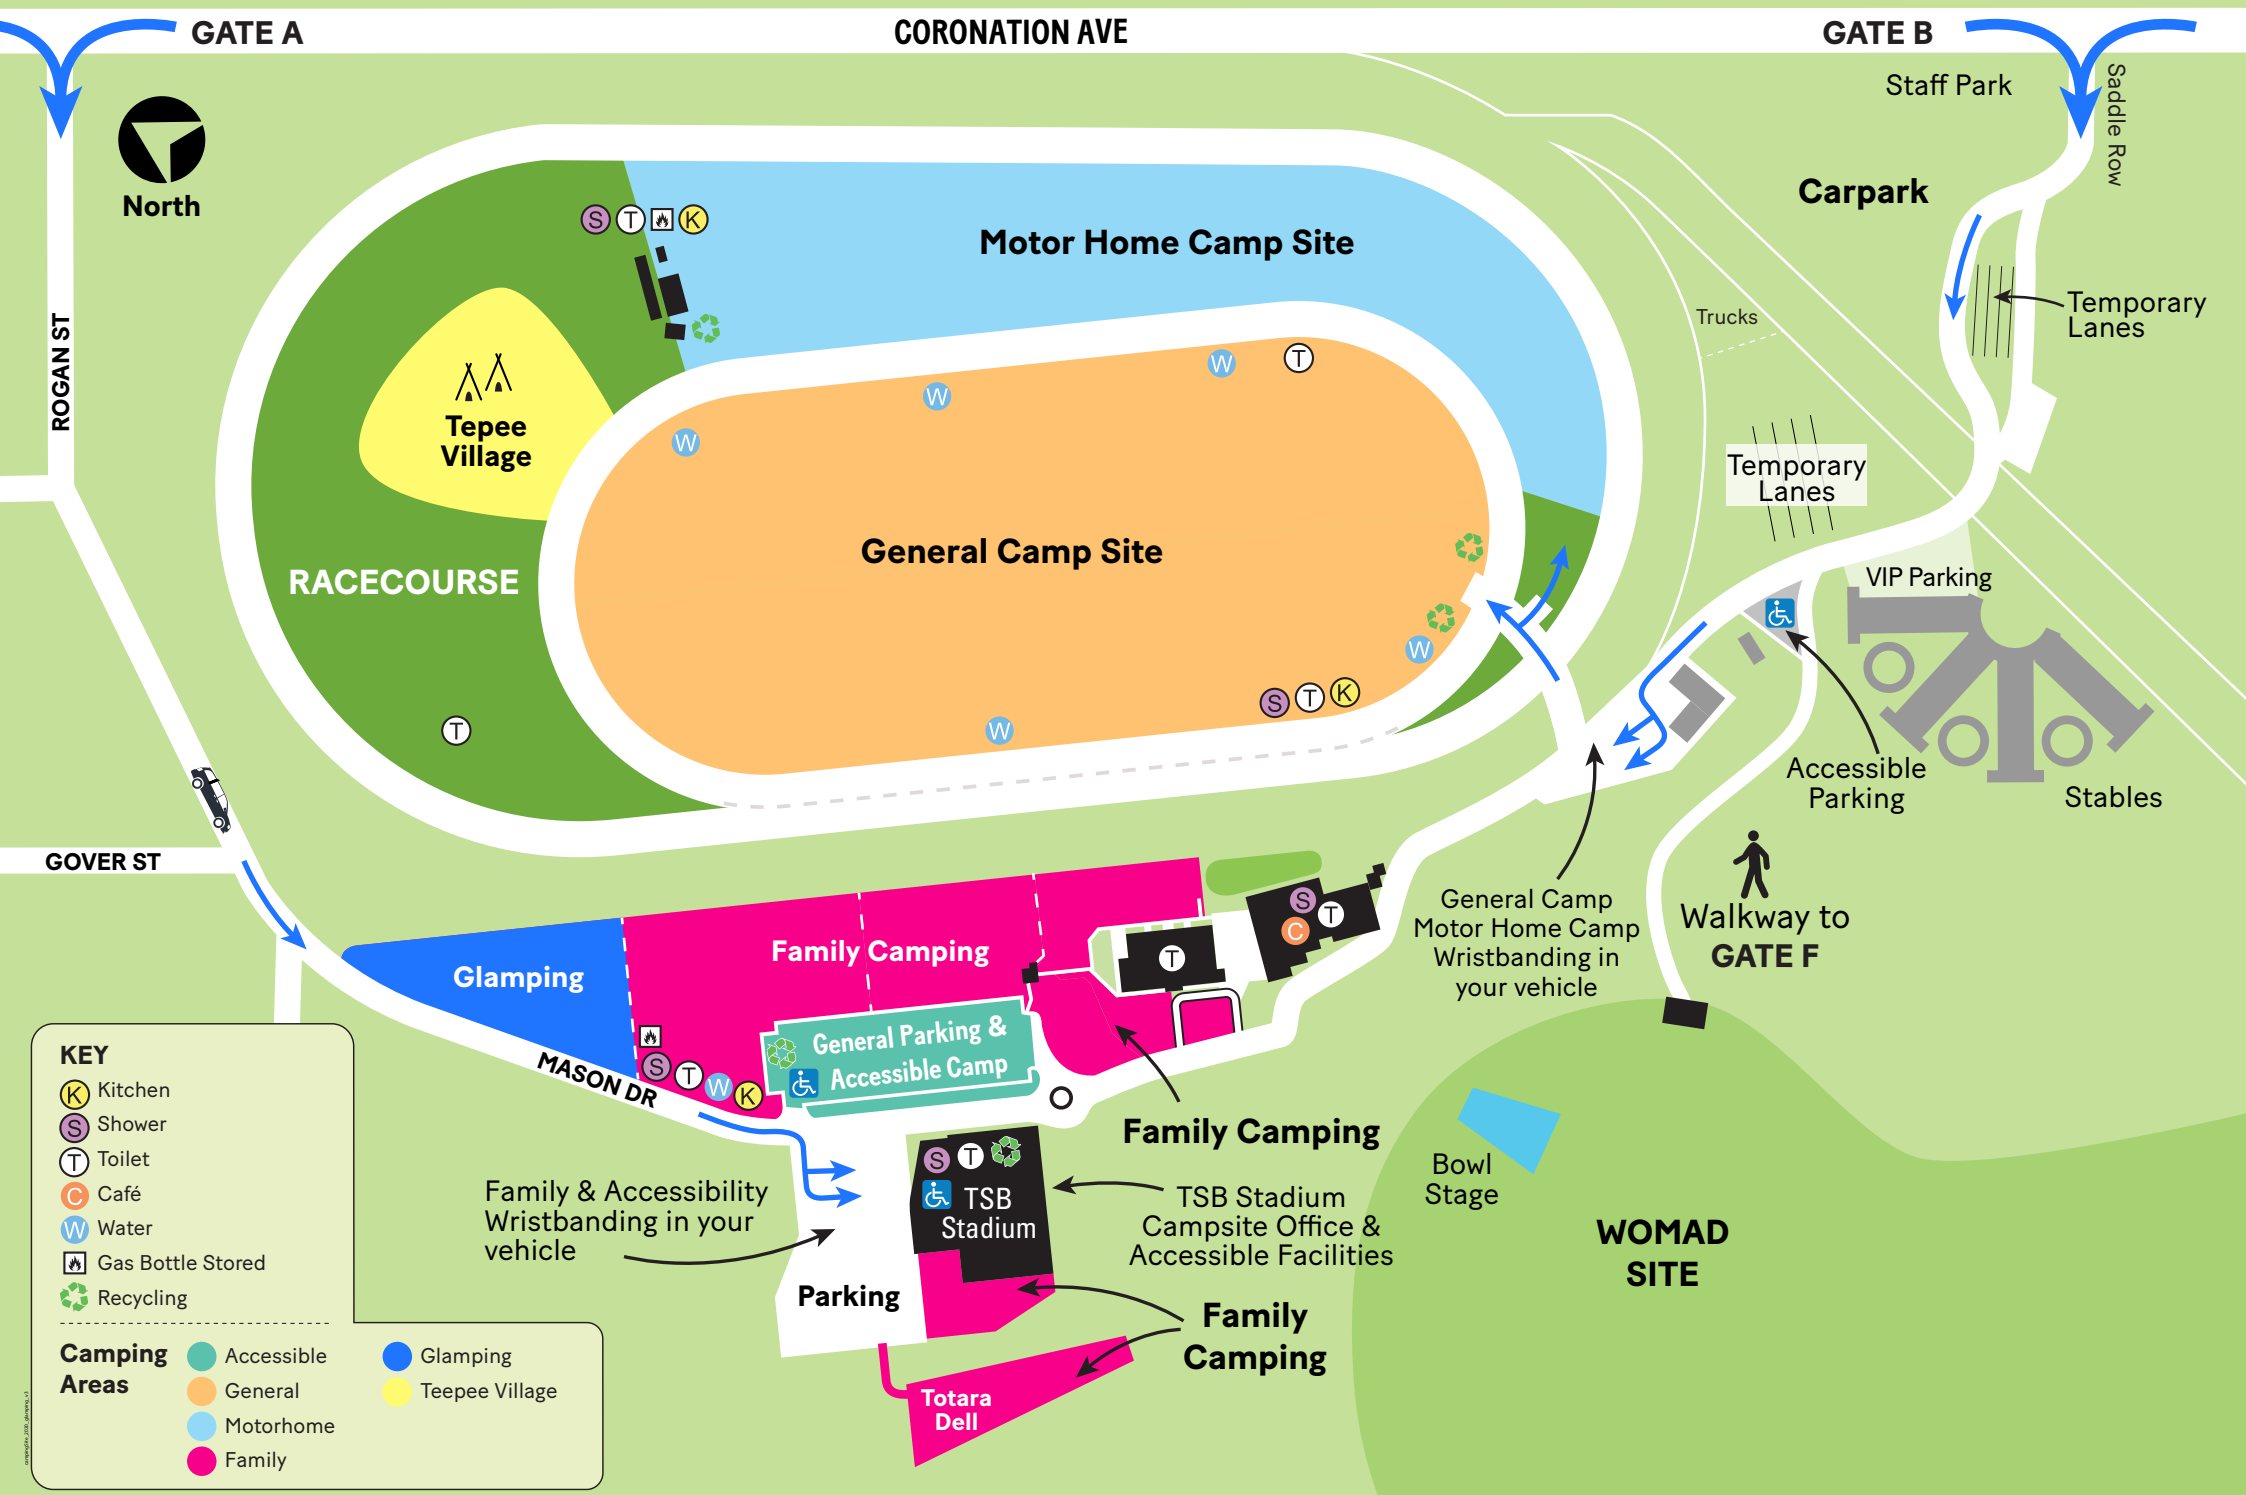 GATE A
CORONATION AVE
GATE B
Staff Park
Saddle Row
North
Carpark
S T K
Motor Home Camp Site
Temporary
Lanes
Trucks
ROGAN ST
W T
W
W
Tepee
Village
Temporary
Lanes
General Camp Site
RACECOURSE
VIP Parking
W
S T K
T
W
Accessible
Parking
Stables
GOVER ST
General Camp
Motor Home Camp
Wristbanding in
your vehicle
Walkway to
GATE F
S T
C
T
Family Camping
Glamping
General Parking &
Accessible Camp
S T W K
MASON DR
Family Camping
S T
TSB
Stadium
TSB Stadium
Campsite Office &
Accessible Facilities
Family & Accessibility
Wristbanding in your
vehicle
Bowl
Stage
WOMAD
SITE
Parking
Family
Camping
Totara
Dell
KEY
K Kitchen
S Shower
T Toilet
C Café
W Water
Gas Bottle Stored
Recycling
Camping
Areas
Accessible
General
Motorhome
Family
Glamping
Teepee Village